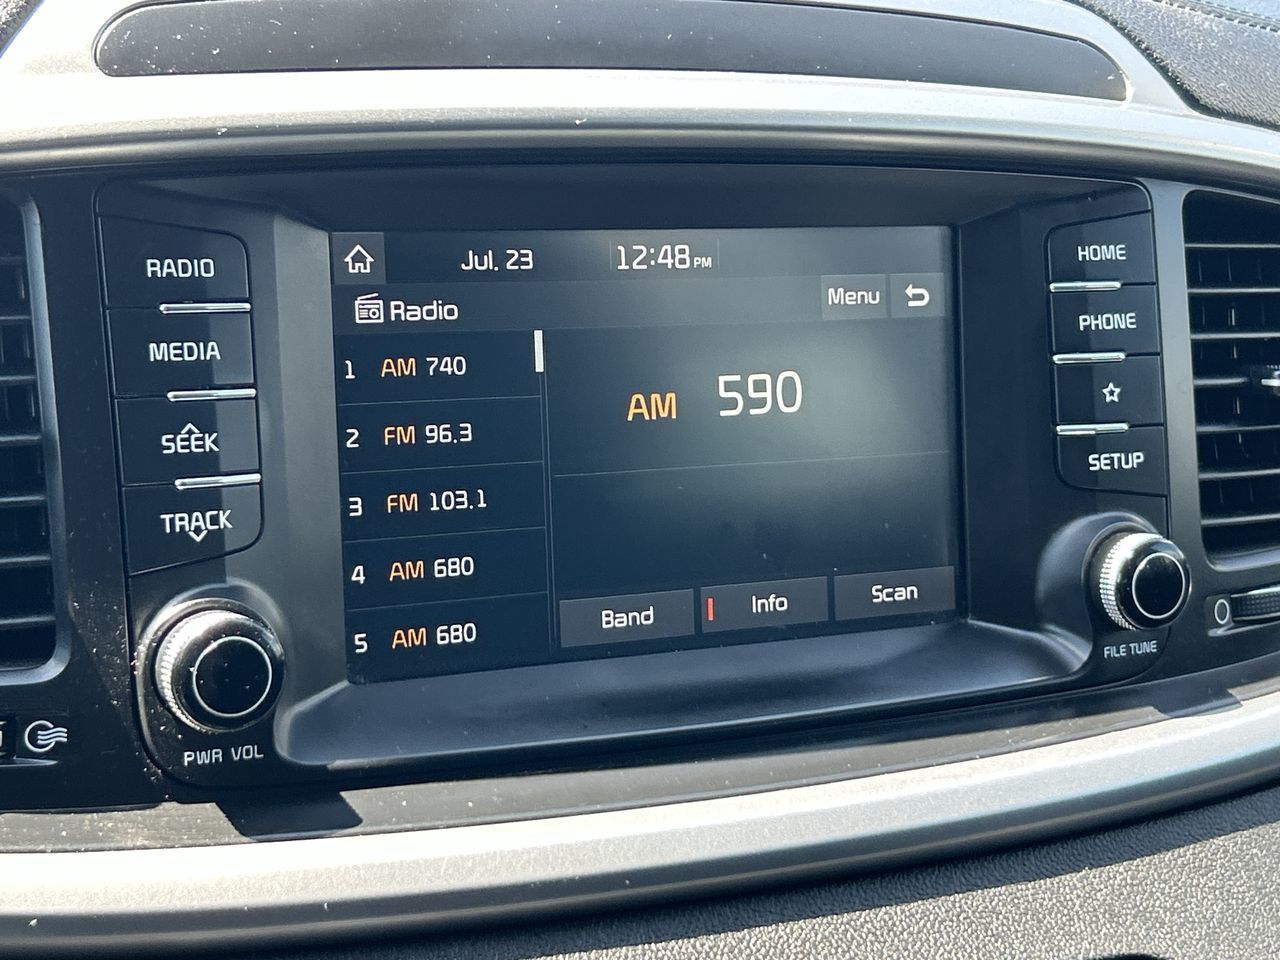 Jul. 23 12:48 PM
Radio
Menu
1 AM 740
2 FM 96.3
3 FM 103.1
4 AM 680
5 AM 680
AM 590
Band
Info
Scan
RADIO
MEDIA
SEEK
TRACK
PWR VOL
HOME
PHONE
SETUP
FILE TUNE